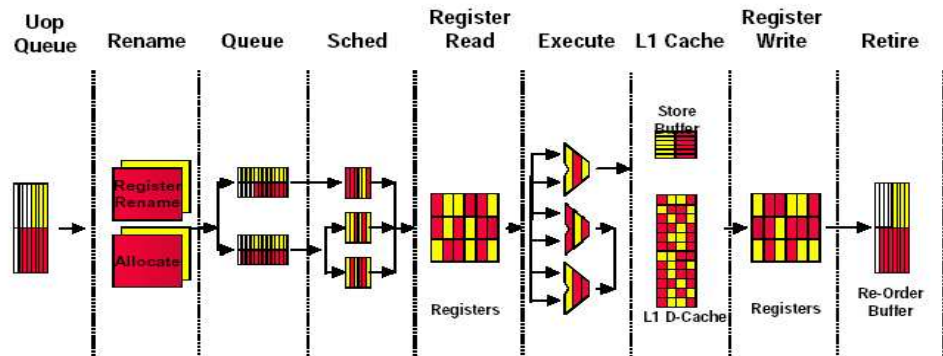 Uop
Queue
Rename
Queue
Sched
Register
Read
Execute
L1 Cache
Register
Write
Retire
Register
Rename
Allocate
Registers
Store
Buffer
L1 D-Cache
Registers
Re-Order
Buffer